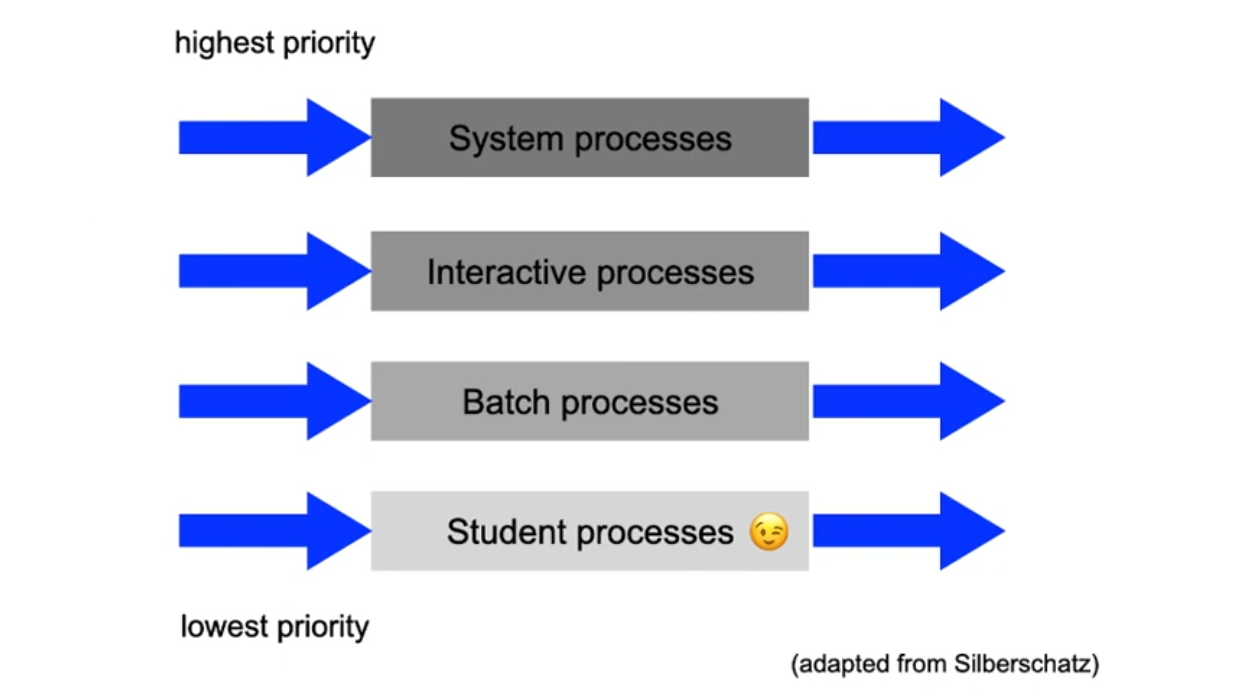 highest priority
System processes
Interactive processes
Batch processes
Student processes 😉
lowest priority
(adapted from Silberschatz)